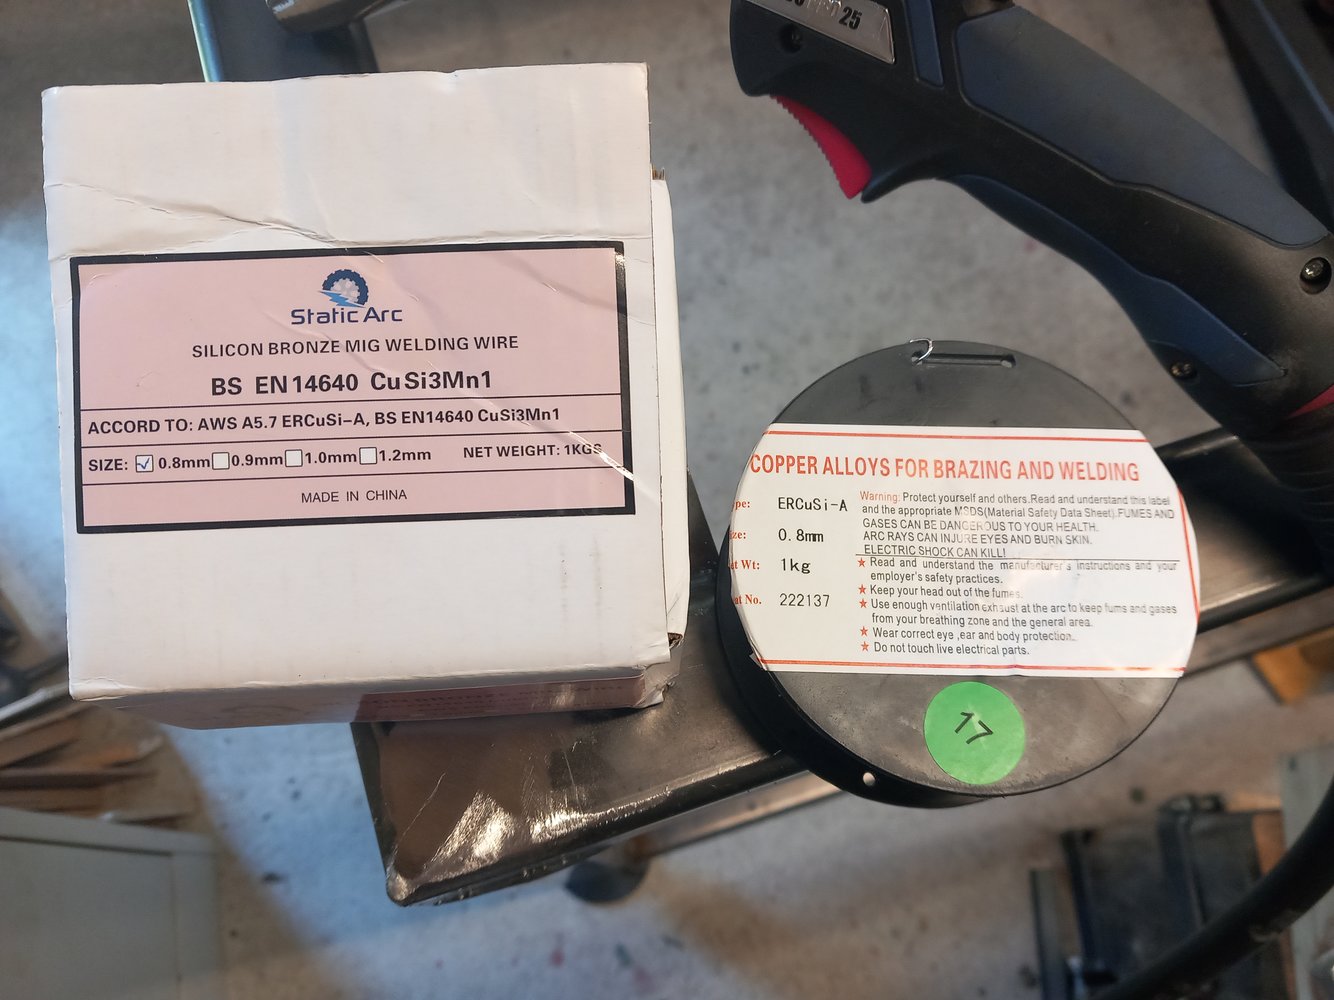 25
Static Arc
SILICON BRONZE MIG WELDING WIRE
BS EN14640 CuSi3Mn1
ACCORD TO: AWS A5.7 ERCuSi-A, BS EN14640 CuSi3Mn1
SIZE: 0.8mm 0.9mm 1.0mm 1.2mm NET WEIGHT: 1KGS
MADE IN CHINA
COPPER ALLOYS FOR BRAZING AND WELDING
ERCuSi-A
0.8mm
Wt: 1kg
No. 222137
Warning: Protect yourself and others.Read and understand this label
and the appropriate MSDS(Material Safety Data Sheet).FUMES AND
GASES CAN BE DANGEROUS TO YOUR HEALTH.
ARC RAYS CAN INJURE EYES AND BURN SKIN.
ELECTRIC SHOCK CAN KILL!
★ Read and understand the manufacturer's instructions and your
employer's safety practices.
★ Keep your head out of the fumes.
★ Use enough ventilation exhaust at the arc to keep fums and gases
from your breathing zone and the general area.
★ Wear correct eye ,ear and body protection.
★ Do not touch live electrical parts.
17